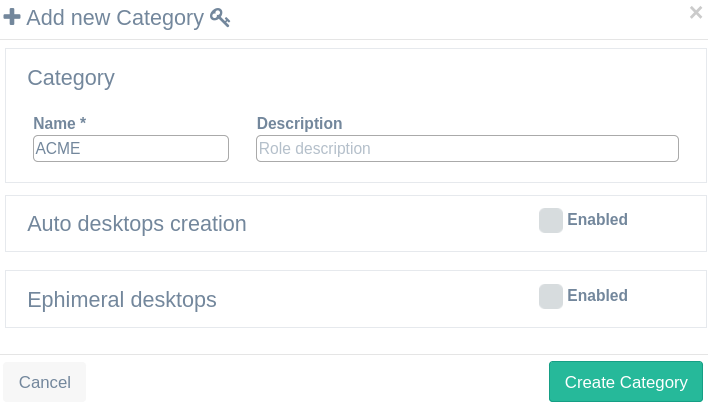 Add new Category
×
Category
Name * Description
ACME Role description
Auto desktops creation Enabled
Ephimeral desktops Enabled
Cancel Create Category